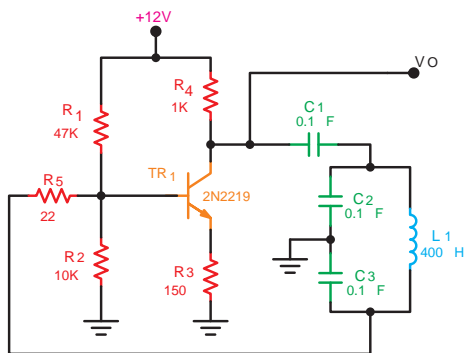 +12V
VO
R4
1K
R1
47K
C1
0.1 F
TR1
2N2219
R5
22
C2
0.1 F
L1
400 H
R2
10K
R3
150
C3
0.1 F